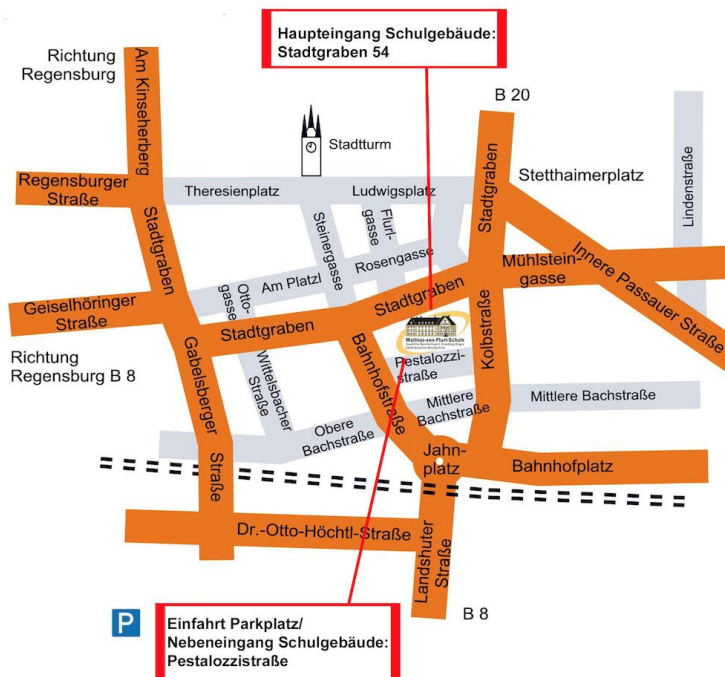 Haupteingang Schulgebäude:
Stadtgraben 54
Richtung
Regensburg
Am Kinseherberg
B 20
Stadtturm
Stadtgraben
Stetthaimerplatz
Lindenstraße
Regensburger
Straße
Theresienplatz
Ludwigsplatz
Steinergasse
Flurl-
gasse
Stadtgraben
Rosengasse
Am Platzl
Otto-
gasse
Mühlstein-
gasse
Innere Passauer Straße
Geiselhöringer
Straße
Stadtgraben
Stadtgraben
Kolbstraße
Mathias-von-Flurl-Schule
Richtung
Regensburg B 8
Gabelsberger
Straße
Wittelsbacher
Straße
Bahnhofstraße
Pestalozzi-
straße
Mittlere
Bachstraße
Mittlere Bachstraße
Obere
Bachstraße
Jahn-
platz
Bahnhofplatz
Dr.-Otto-Höchtl-Straße
Landshuter
Straße
B 8
P
Einfahrt Parkplatz/
Nebeneingang Schulgebäude:
Pestalozzistraße